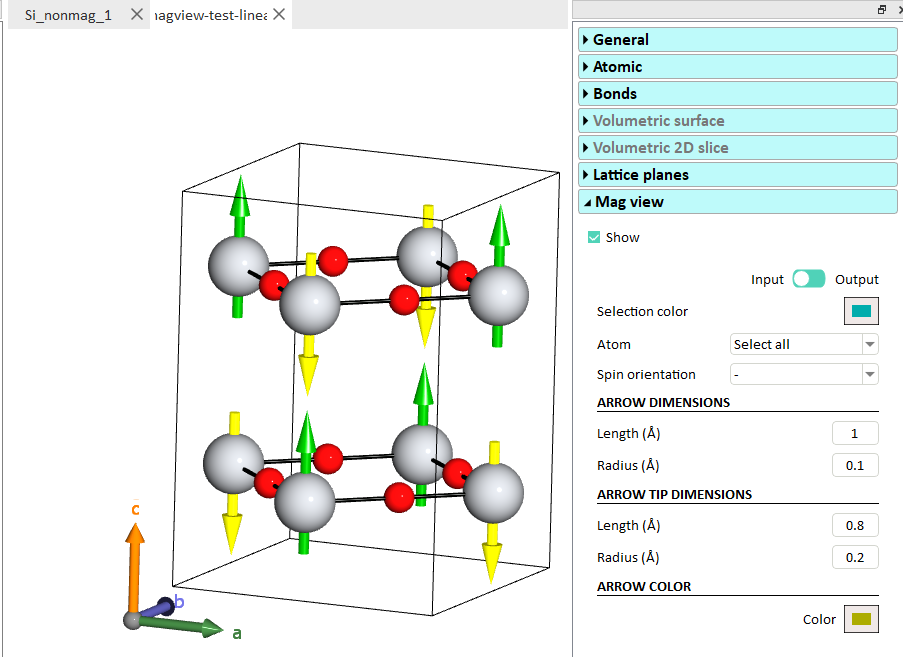 Si_nonmag_1
magview-test-linea
General
Atomic
Bonds
Volumetric surface
Volumetric 2D slice
Lattice planes
Mag view
Show
Input Output
Selection color
Atom Select all
Spin orientation -
ARROW DIMENSIONS
Length (Å) 1
Radius (Å) 0.1
ARROW TIP DIMENSIONS
Length (Å) 0.8
Radius (Å) 0.2
ARROW COLOR
Color
c
b
a